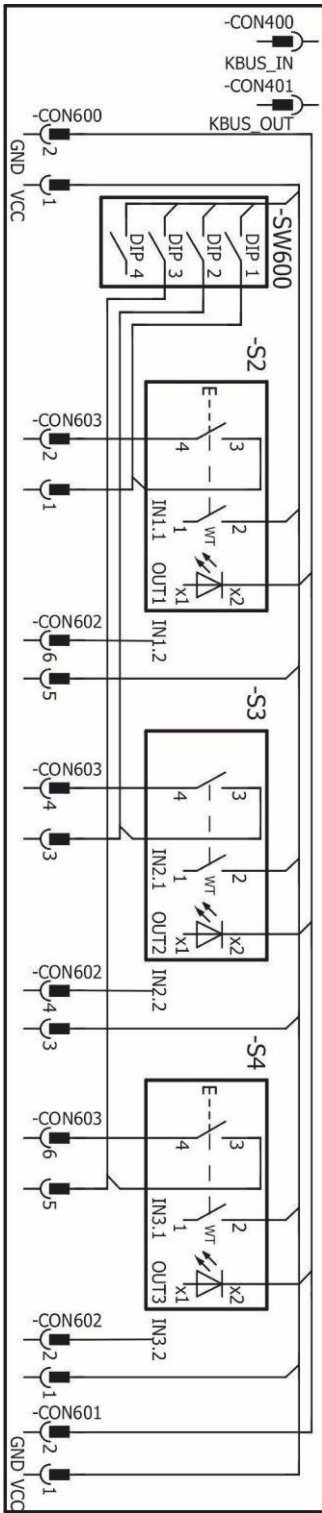 -CON400
KBUS_IN
-CON401
KBUS_OUT
-CON600
2
GND
1
VCC
-SW600
DIP 1
DIP 2
DIP 3
DIP 4
-S2
-CON603
2
4
3
E
1
IN1.1
1
2
WT
OUT1
x1
x2
-CON602
6
IN1.2
5
-S3
-CON603
4
4
3
3
IN2.1
1
2
WT
OUT2
x1
x2
-CON602
4
IN2.2
3
-S4
-CON603
6
4
3
E
5
IN3.1
1
2
WT
OUT3
x1
x2
-CON602
2
IN3.2
1
-CON601
2
GND
1
VCC